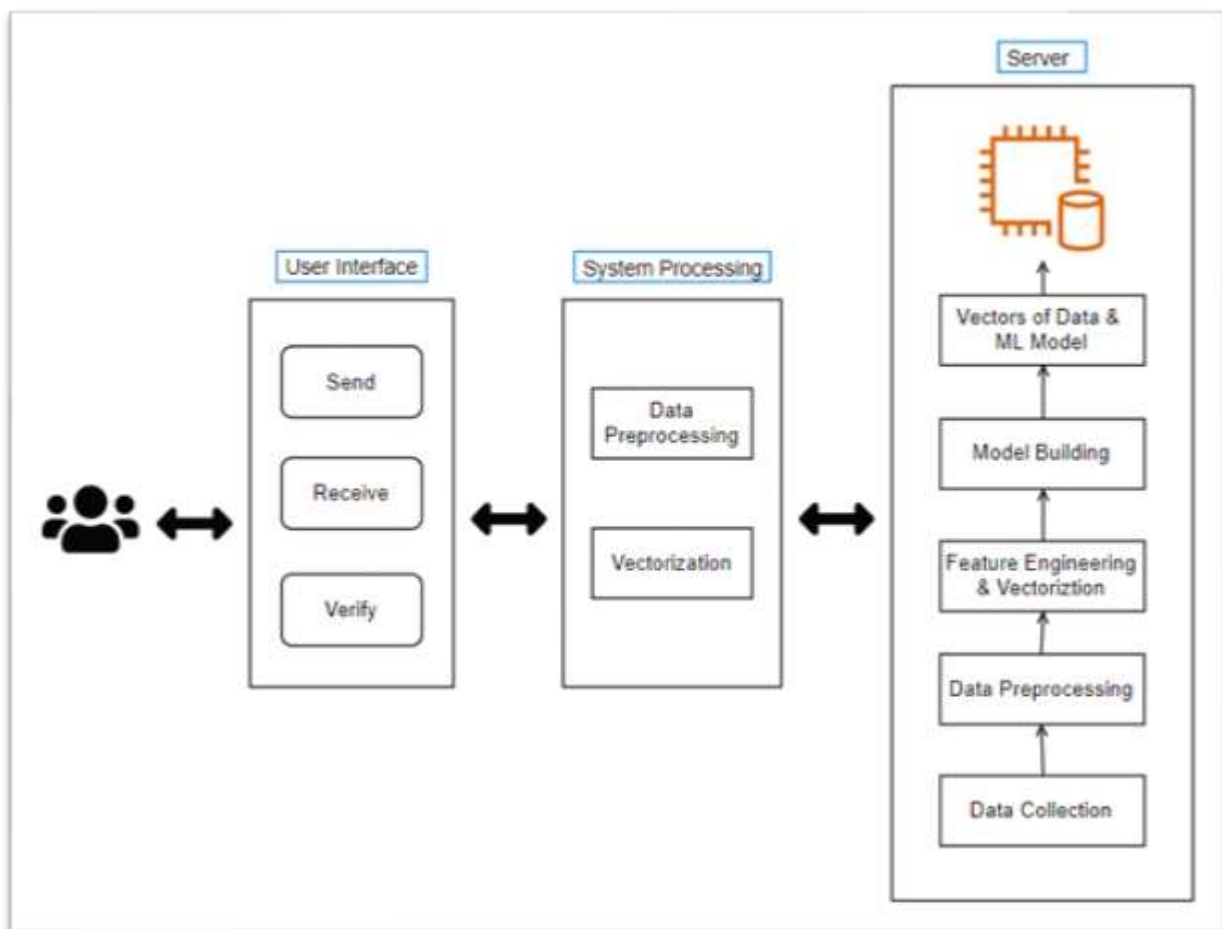 User Interface
Send
Receive
Verify
System Processing
Data
Preprocessing
Vectorization
Server
Vectors of Data &
ML Model
Model Building
Feature Engineering
& Vectoriztion
Data Preprocessing
Data Collection